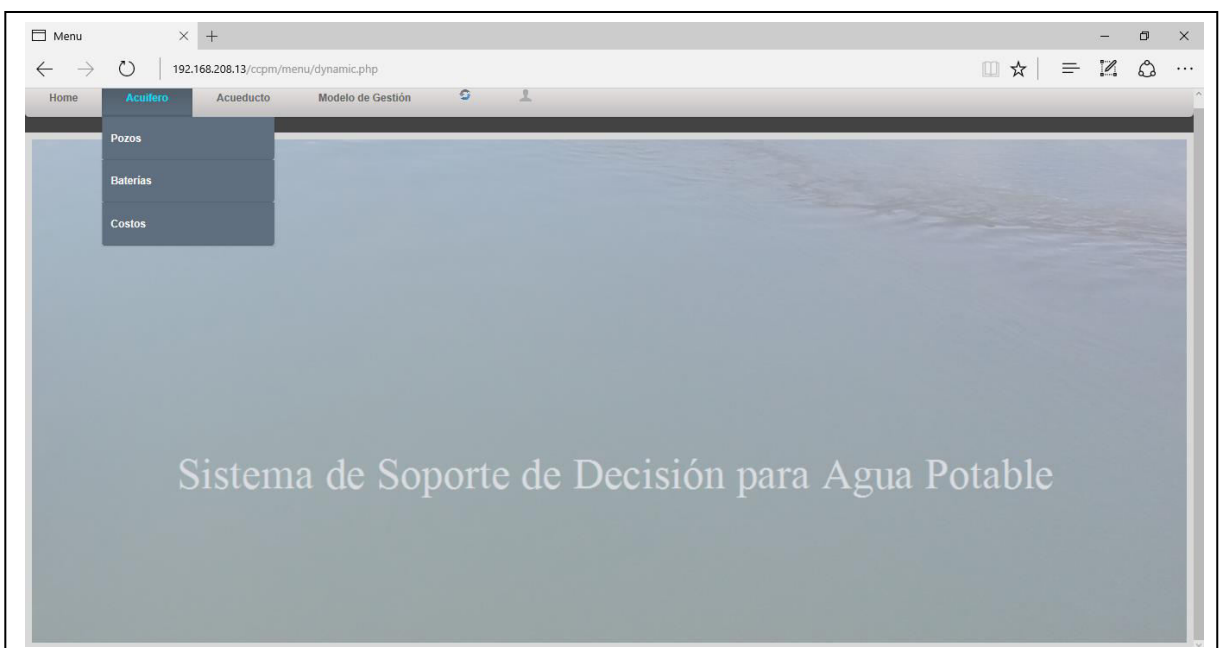 Menu
192.168.208.13/ccpm/menu/dynamic.php
Home Acuifero Acueducto Modelo de Gestión
Pozos
Baterías
Costos
Sistema de Soporte de Decisión para Agua Potable